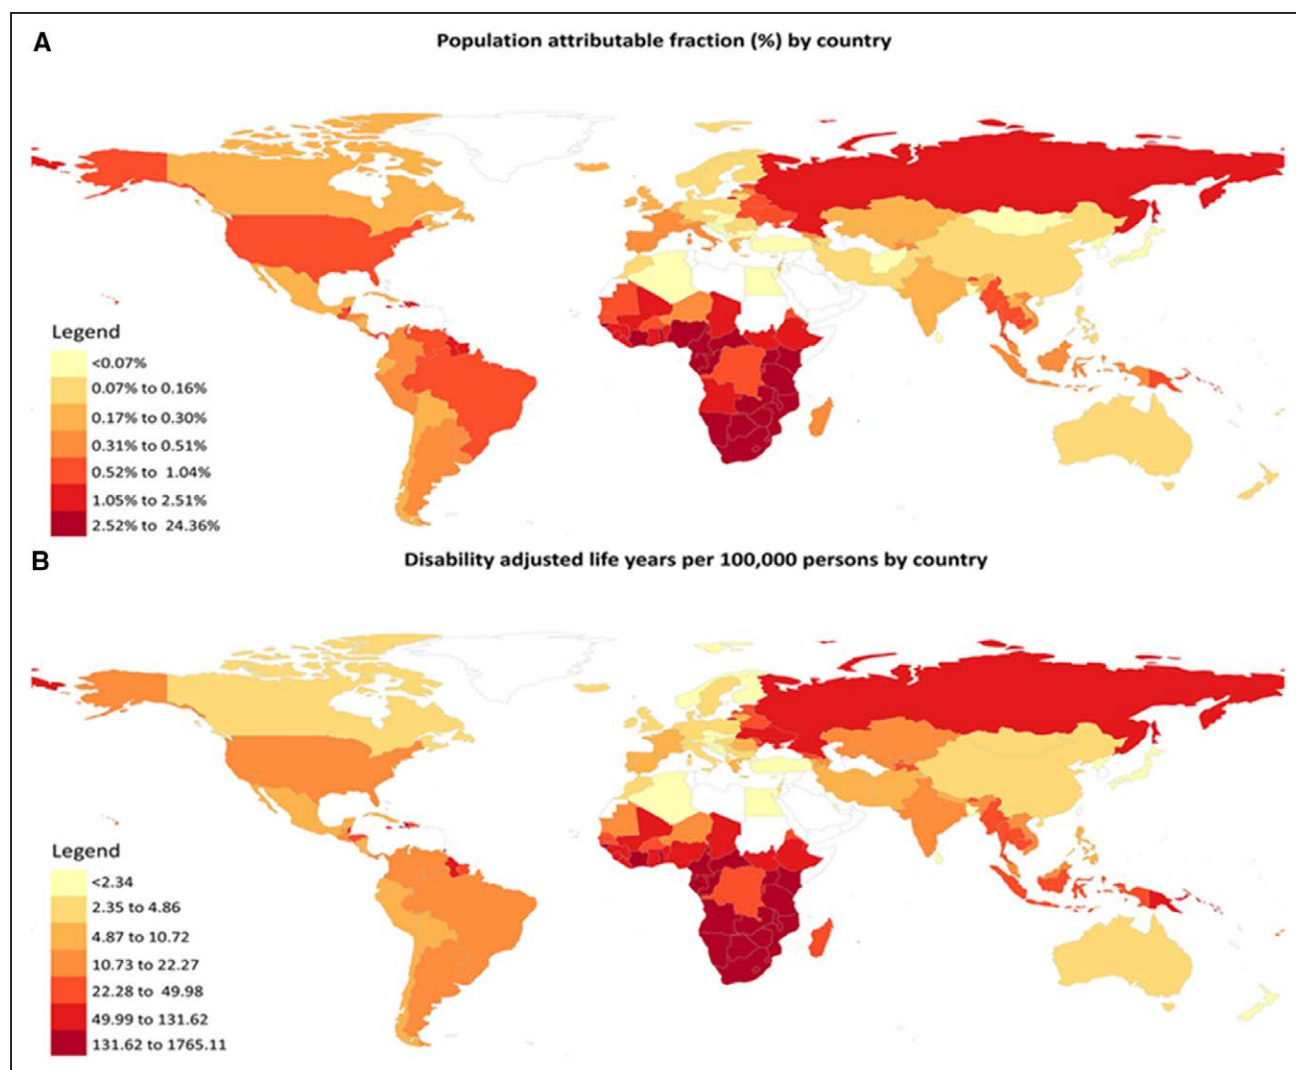 A
Population attributable fraction (%) by country
Legend
<0.07%
0.07% to 0.16%
0.17% to 0.30%
0.31% to 0.51%
0.52% to 1.04%
1.05% to 2.51%
2.52% to 24.36%
B
Disability adjusted life years per 100,000 persons by country
Legend
<2.34
2.35 to 4.86
4.87 to 10.72
10.73 to 22.27
22.28 to 49.98
49.99 to 131.62
131.62 to 1765.11